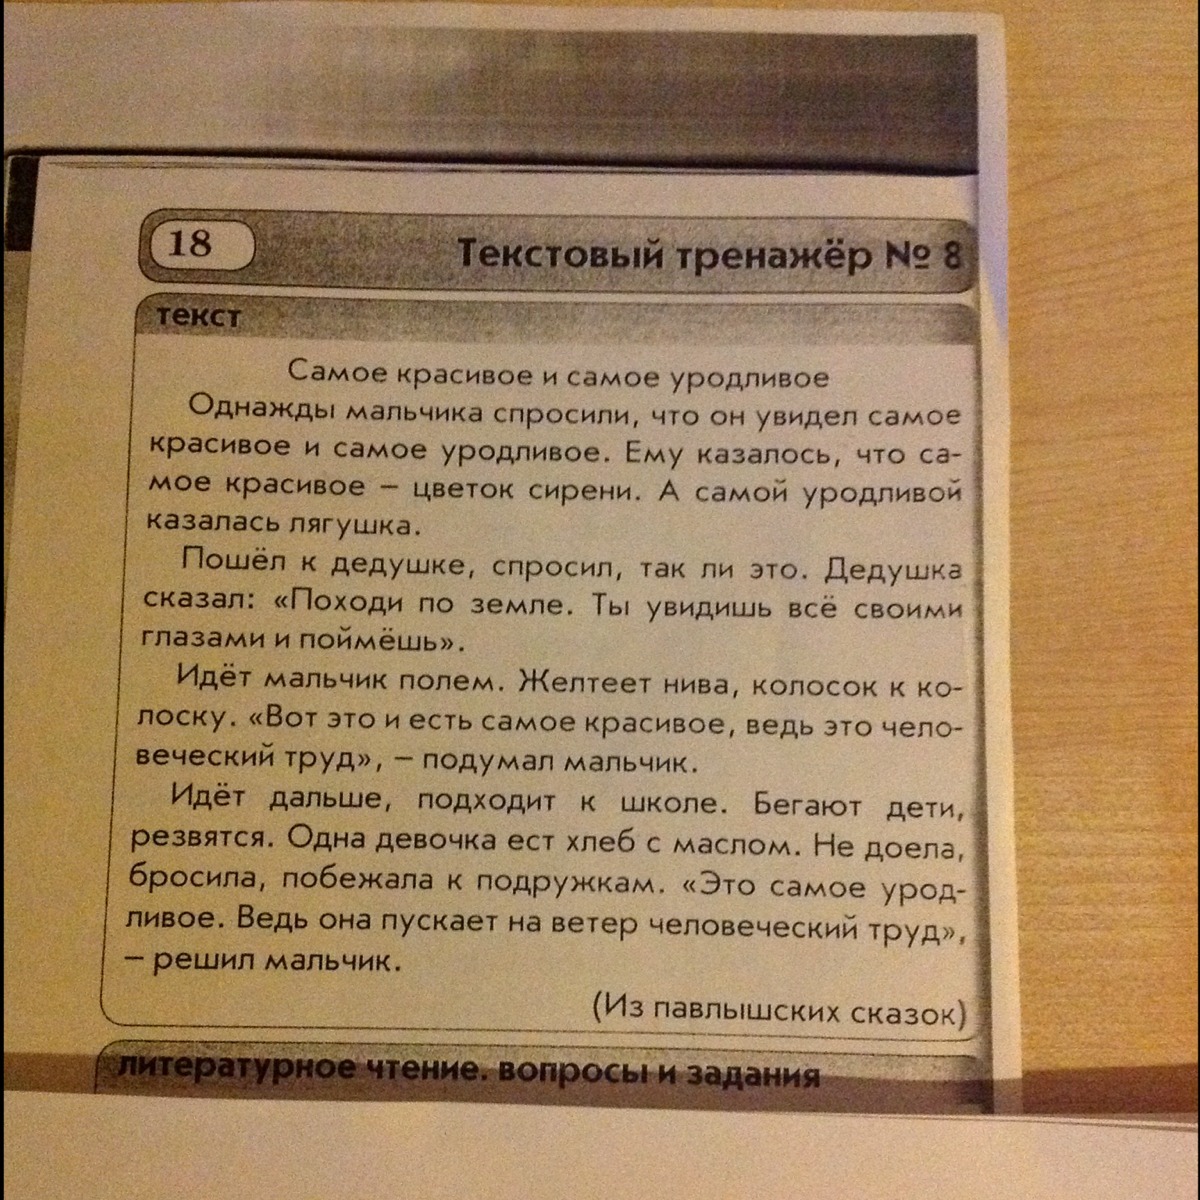 18
Текстовый тренажёр № 8
текст
Самое красивое и самое уродливое
Однажды мальчика спросили, что он увидел самое
красивое и самое уродливое. Ему казалось, что са-
мое красивое – цветок сирени. А самой уродливой
казалась лягушка.
Пошёл к дедушке, спросил, так ли это. Дедушка
сказал: «Походи по земле. Ты увидишь всё своими
глазами и поймёшь».
Идёт мальчик полем. Желтеет нива, колосок к ко-
лоску. «Вот это и есть самое красивое, ведь это чело-
веческий труд», – подумал мальчик.
Идёт дальше, подходит к школе. Бегают дети,
резвятся. Одна девочка ест хлеб с маслом. Не доела,
бросила, побежала к подружкам. «Это самое урод-
ливое. Ведь она пускает на ветер человеческий труд»,
– решил мальчик.
(Из павлышских сказок)
литературное чтение. вопросы и задания